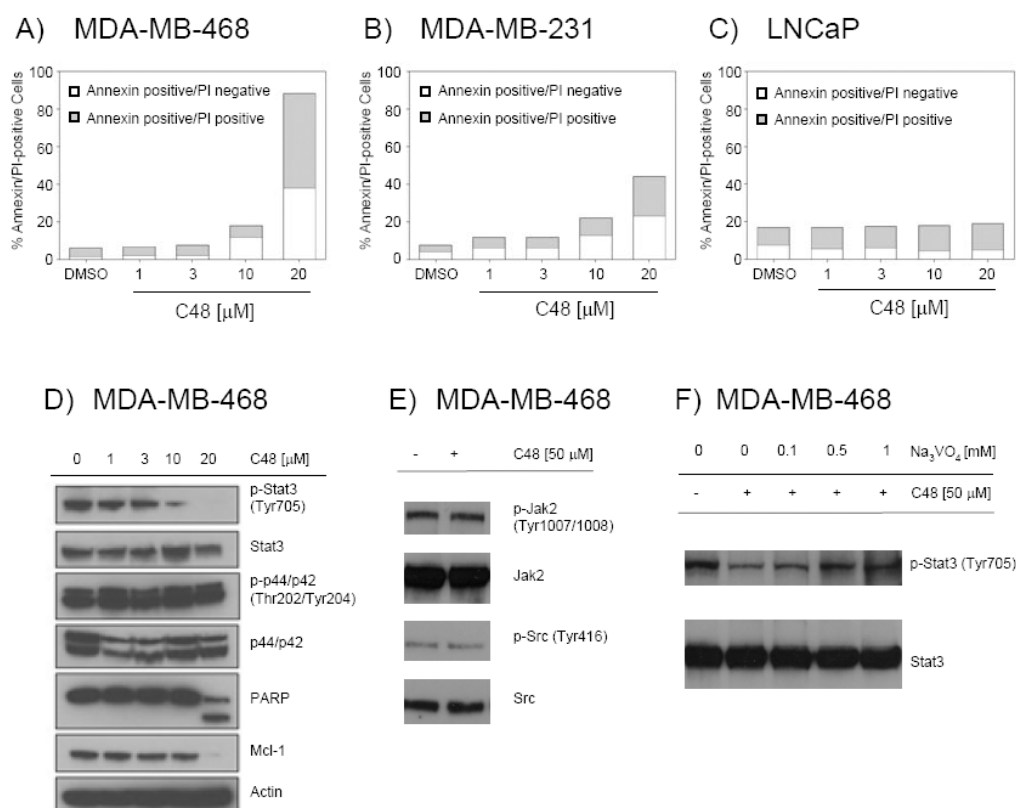 A) MDA-MB-468
% Annexin/PI-positive Cells
100
80
60
40
20
0
Annexin positive/PI negative
Annexin positive/PI positive
DMSO 1 3 10 20
C48 [µM]
B) MDA-MB-231
% Annexin/PI-positive Cells
100
80
60
40
20
0
Annexin positive/PI negative
Annexin positive/PI positive
DMSO 1 3 10 20
C48 [µM]
C) LNCaP
% Annexin/PI-positive Cells
100
80
60
40
20
0
Annexin positive/PI negative
Annexin positive/PI positive
DMSO 1 3 10 20
C48 [µM]
D) MDA-MB-468
0 1 3 10 20 C48 [µM]
p-Stat3
(Tyr705)
Stat3
p-p44/p42
(Thr202/Tyr204)
p44/p42
PARP
Mcl-1
Actin
E) MDA-MB-468
- + C48 [50 µM]
p-Jak2
(Tyr1007/1008)
Jak2
p-Src (Tyr416)
Src
F) MDA-MB-468
0 0 0.1 0.5 1 Na₃VO₄ [mM]
- + + + + C48 [50 µM]
p-Stat3 (Tyr705)
Stat3